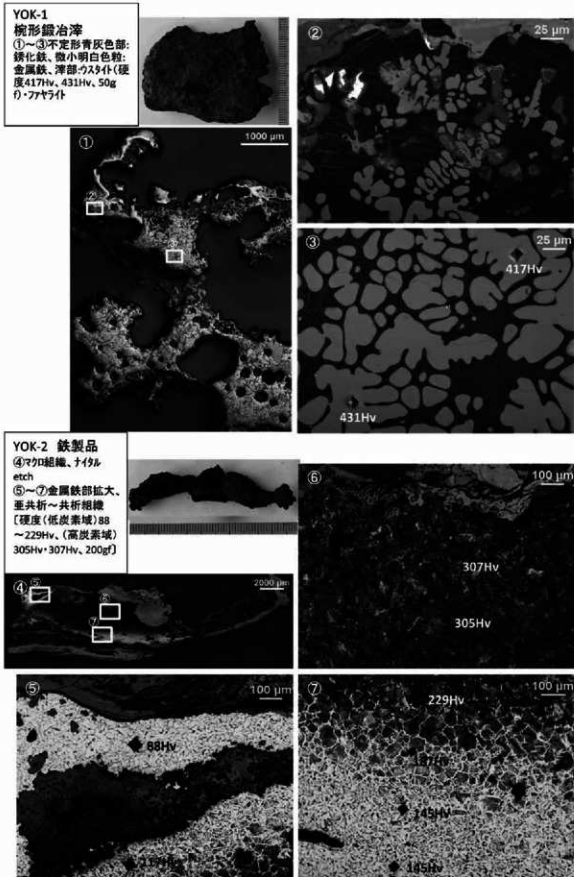 YOK-1
椀形鍛冶滓
①～③不定形青灰色部:
錆化鉄、微小明白色粒:
金属鉄、滓部:ウスタイト(硬
度417Hv、431Hv、50g
f)・ファヤライト
①
1000 μm
②
③
②
25 μm
③
25 μm
417Hv
431Hv
YOK-2 鉄製品
④マクロ組織、ナイタル
etch
⑤～⑦金属鉄部拡大、
亜共析～共析組織
〔硬度(低炭素域)88
～229Hv、(高炭素域)
305Hv・307Hv、200gf〕
④
2000 μm
⑤
⑥
⑦
⑥
100 μm
307Hv
305Hv
⑤
100 μm
88Hv
⑦
100 μm
229Hv
145Hv
145Hv